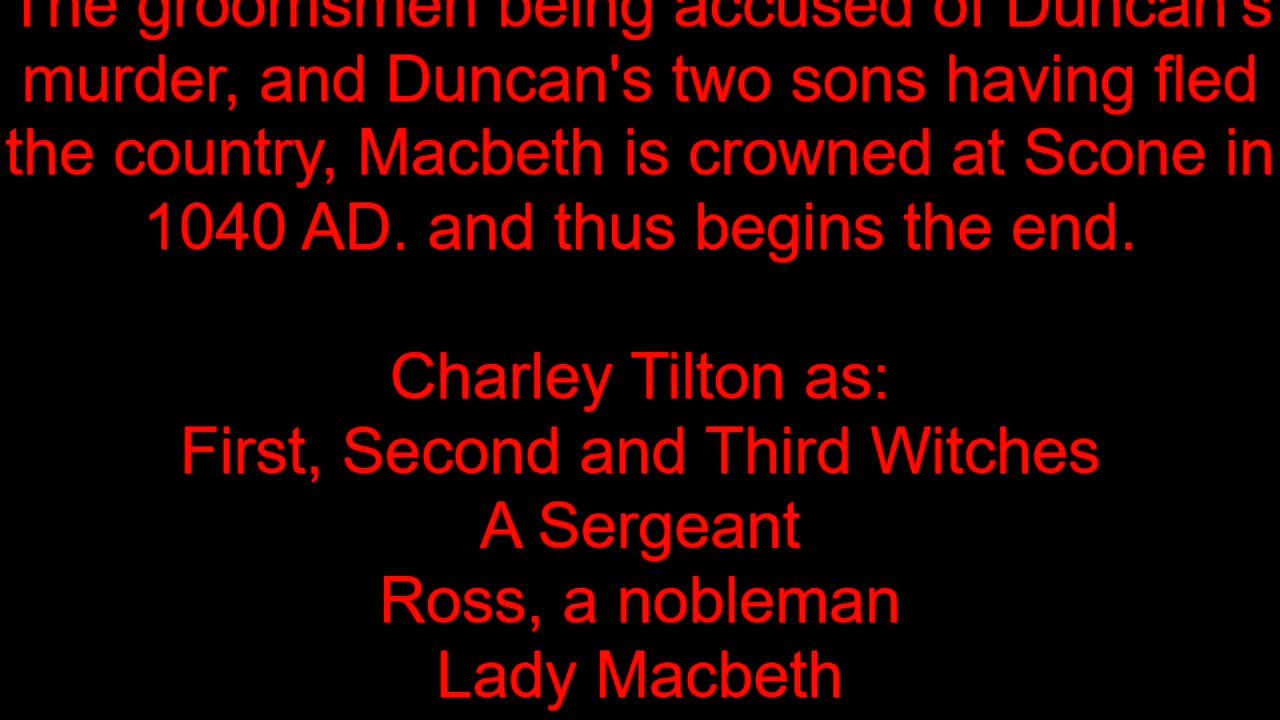 The groomsmen being accused of Duncan's
murder, and Duncan's two sons having fled
the country, Macbeth is crowned at Scone in
1040 AD. and thus begins the end.
Charley Tilton as:
First, Second and Third Witches
A Sergeant
Ross, a nobleman
Lady Macbeth